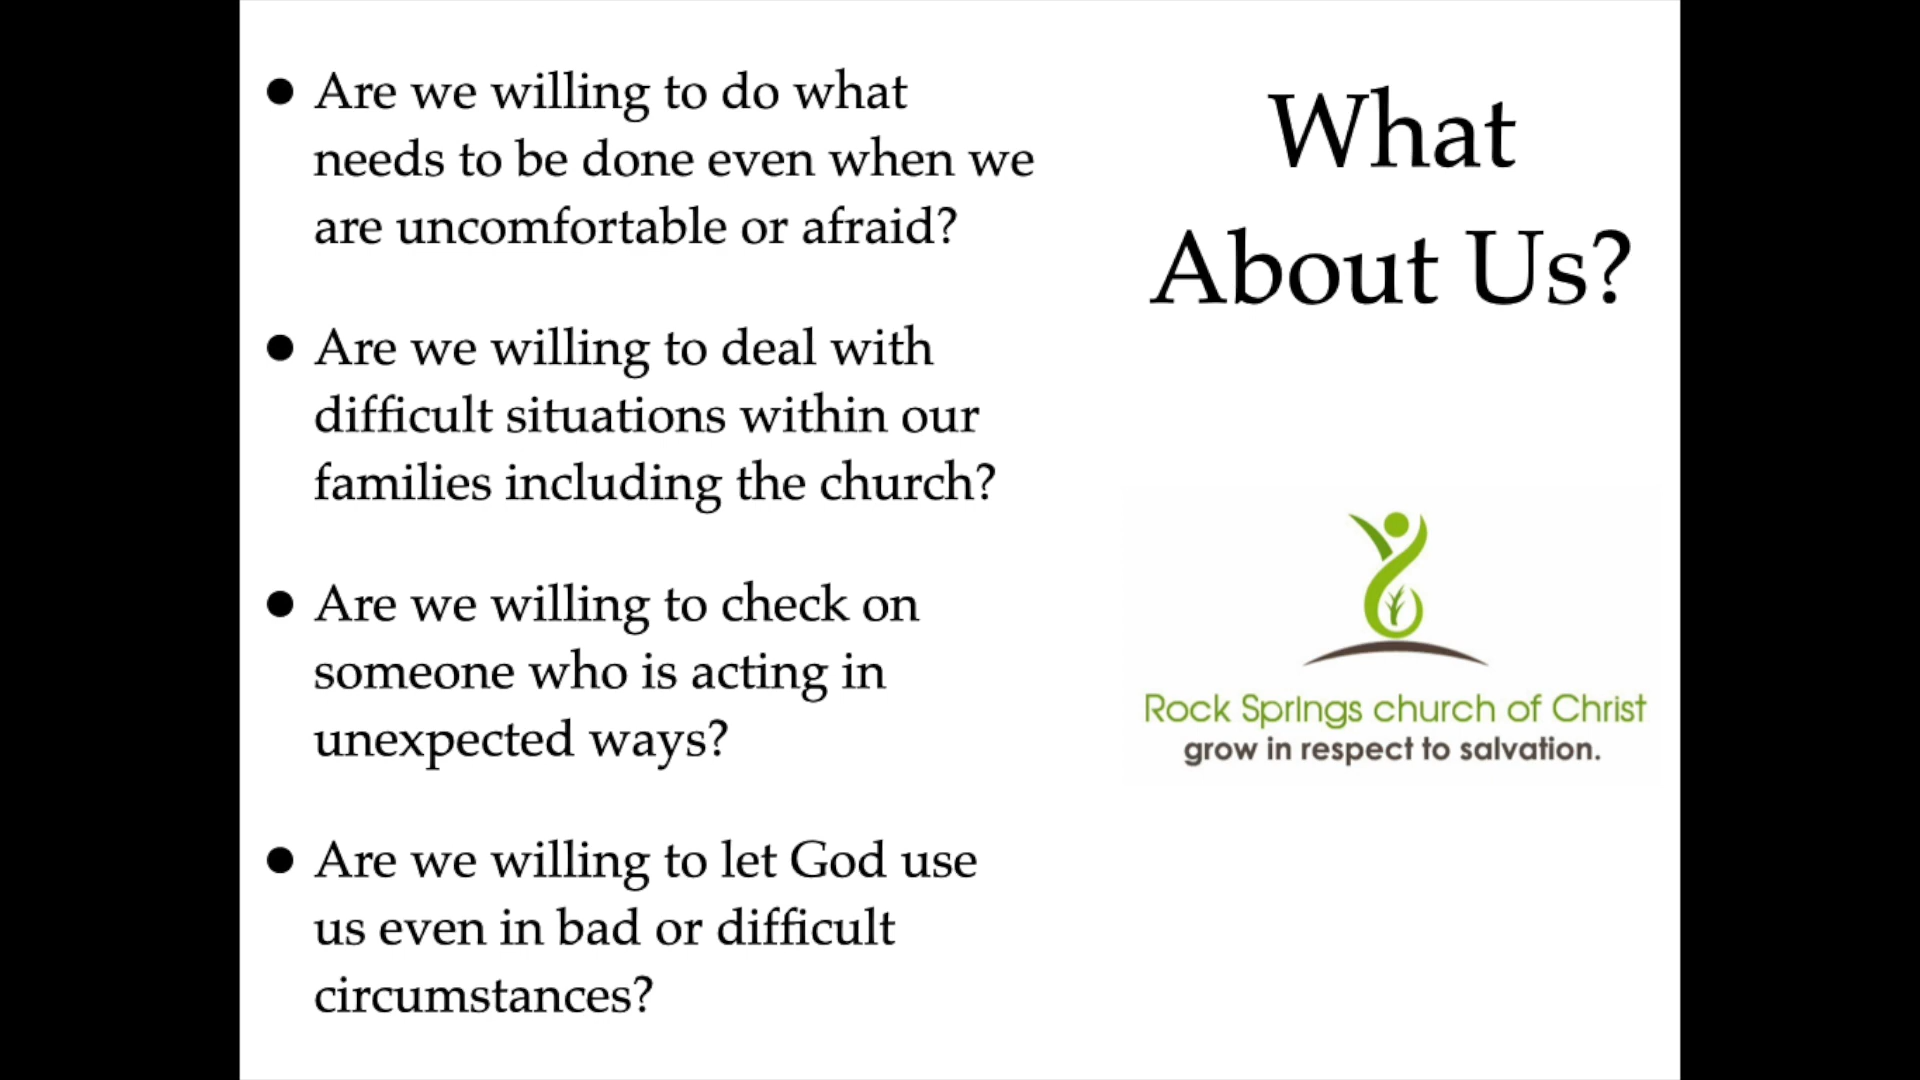 • Are we willing to do what
needs to be done even when we
are uncomfortable or afraid?
• Are we willing to deal with
difficult situations within our
families including the church?
• Are we willing to check on
someone who is acting in
unexpected ways?
• Are we willing to let God use
us even in bad or difficult
circumstances?
What
About Us?
Rock Springs church of Christ
grow in respect to salvation.